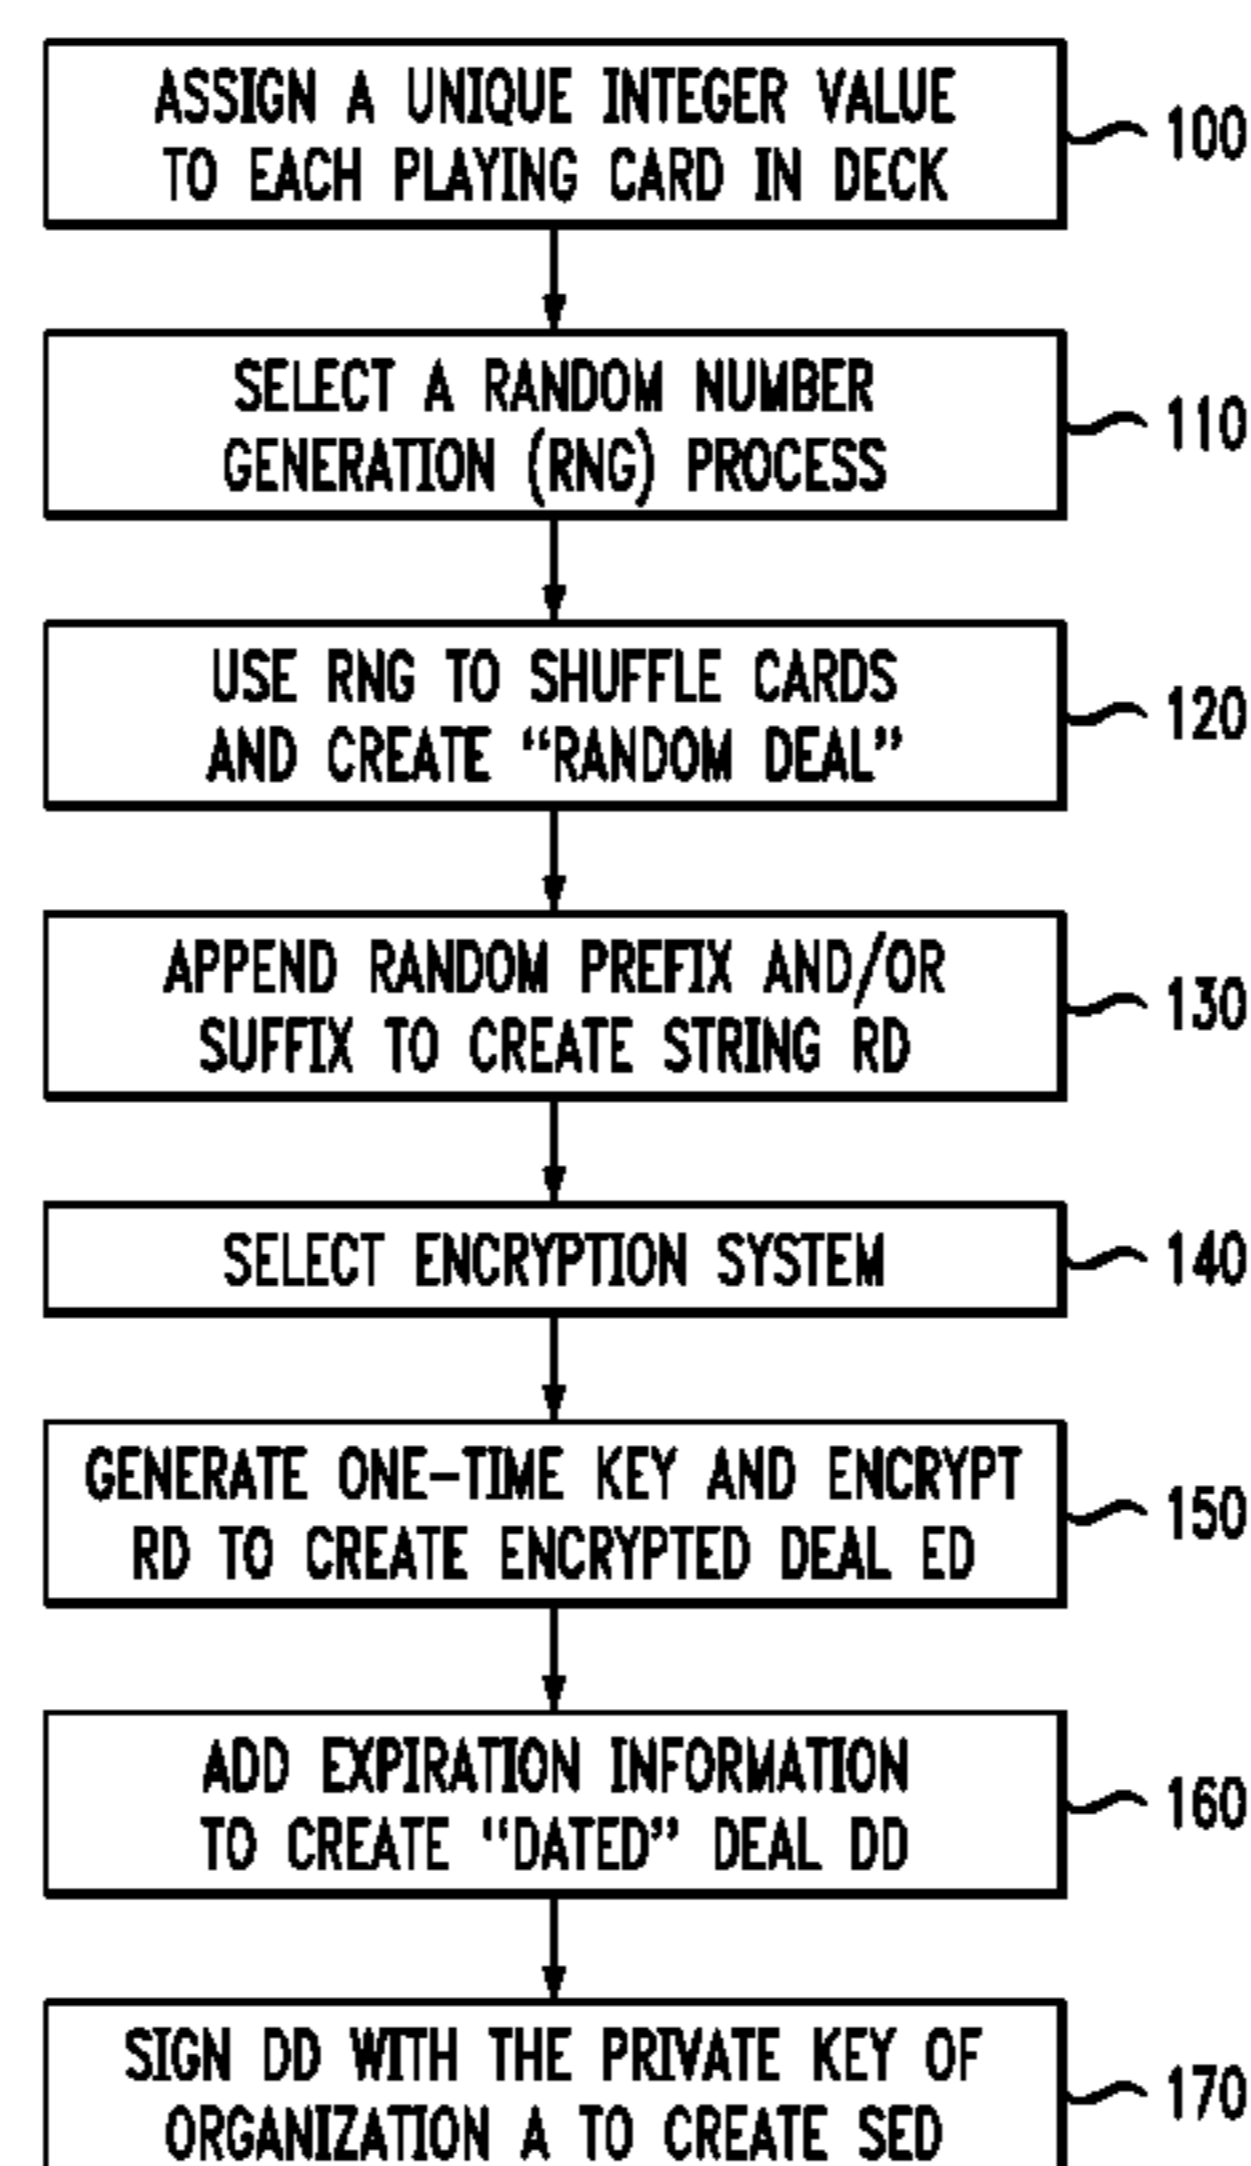 ASSIGN A UNIQUE INTEGER VALUE
TO EACH PLAYING CARD IN DECK
100
SELECT A RANDOM NUMBER
GENERATION (RNG) PROCESS
110
USE RNG TO SHUFFLE CARDS
AND CREATE “RANDOM DEAL”
120
APPEND RANDOM PREFIX AND/OR
SUFFIX TO CREATE STRING RD
130
SELECT ENCRYPTION SYSTEM
140
GENERATE ONE-TIME KEY AND ENCRYPT
RD TO CREATE ENCRYPTED DEAL ED
150
ADD EXPIRATION INFORMATION
TO CREATE “DATED” DEAL DD
160
SIGN DD WITH THE PRIVATE KEY OF
ORGANIZATION A TO CREATE SED
170